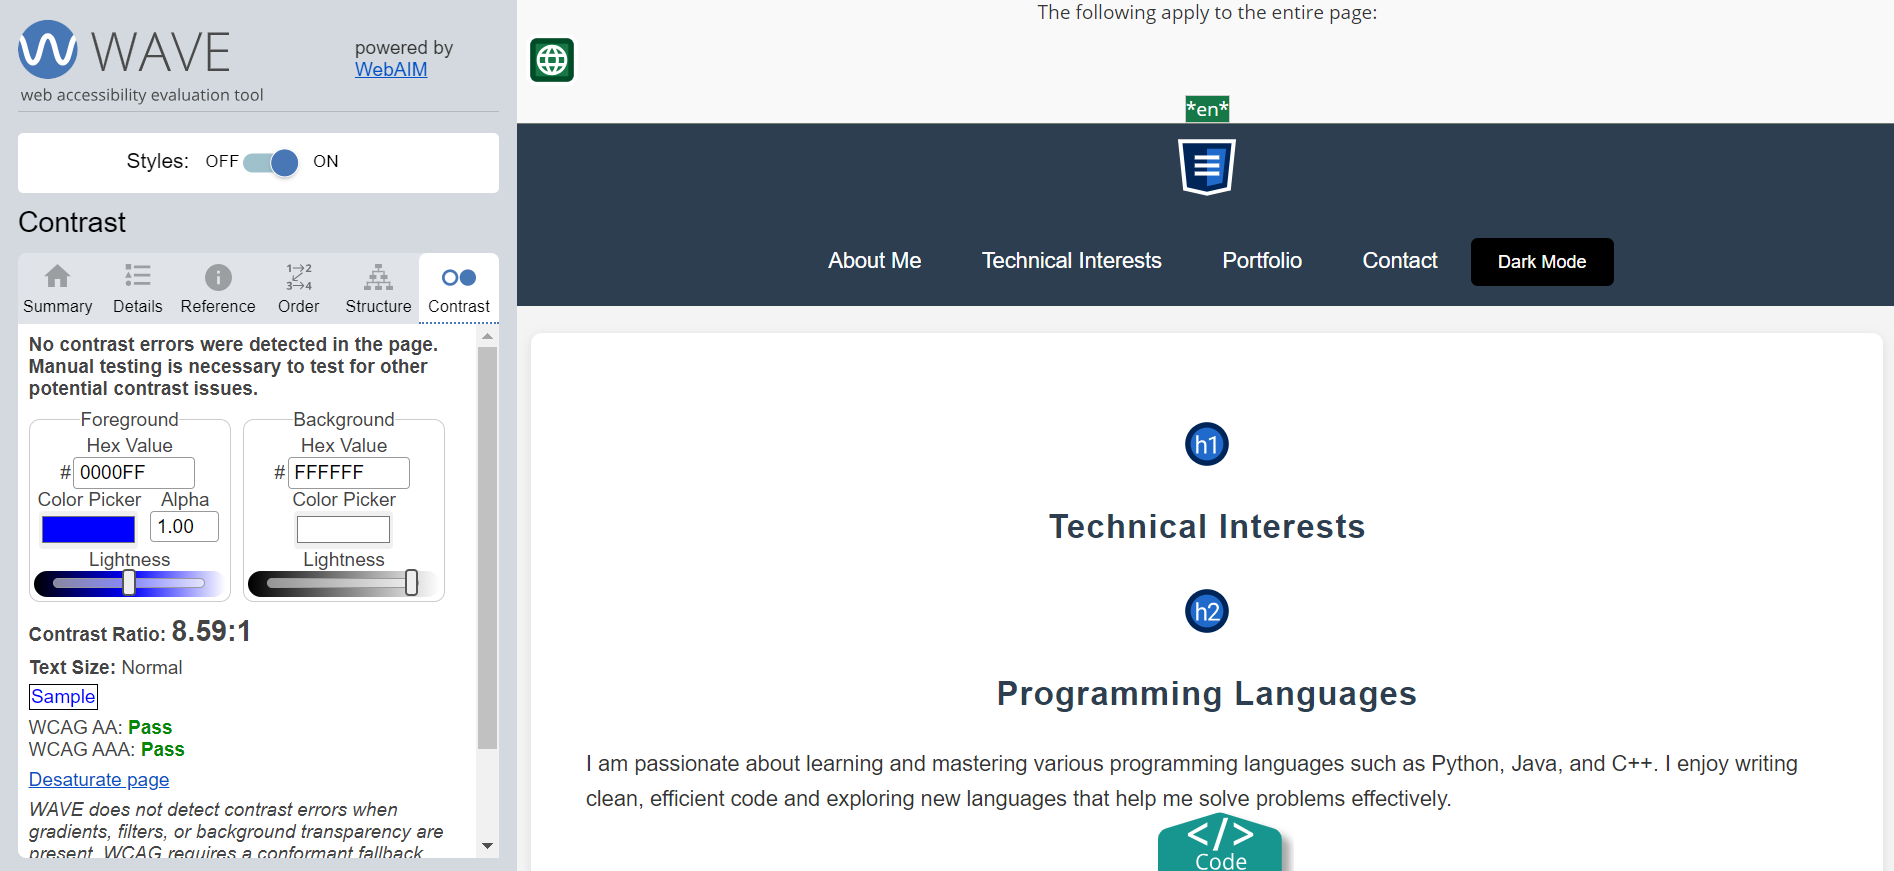 WAVE
powered by
WebAIM
web accessibility evaluation tool
Styles: OFF ON
Contrast
Summary Details Reference Order Structure Contrast
No contrast errors were detected in the page.
Manual testing is necessary to test for other
potential contrast issues.
Foreground
Hex Value
# 0000FF
Color Picker Alpha
1.00
Lightness
Background
Hex Value
# FFFFFF
Color Picker
Lightness
Contrast Ratio: 8.59:1
Text Size: Normal
Sample
WCAG AA: Pass
WCAG AAA: Pass
Desaturate page
WAVE does not detect contrast errors when
gradients, filters, or background transparency are
present. WCAG requires a conformant fallback
The following apply to the entire page:
*en*
About Me Technical Interests Portfolio Contact Dark Mode
h1
Technical Interests
h2
Programming Languages
I am passionate about learning and mastering various programming languages such as Python, Java, and C++. I enjoy writing
clean, efficient code and exploring new languages that help me solve problems effectively.
</>
Code